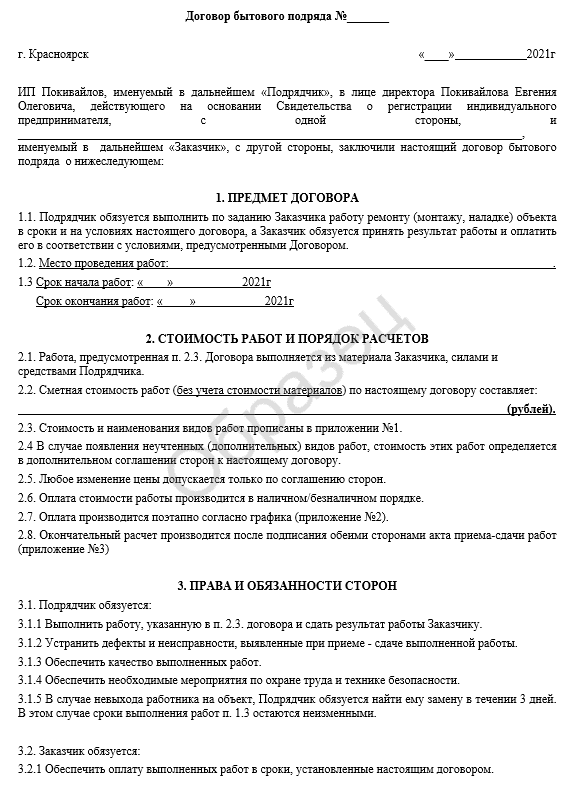 Договор бытового подряда №_______
г. Красноярск «____»____________2021г
ИП Покивайлов, именуемый в дальнейшем «Подрядчик», в лице директора Покивайлова Евгения
Олеговича, действующего на основании Свидетельства о регистрации индивидуального
предпринимателя, с одной стороны, и
____________________________________________________________________________________,
именуемый в дальнейшем «Заказчик», с другой стороны, заключили настоящий договор бытового
подряда о нижеследующем:
1. ПРЕДМЕТ ДОГОВОРА
1.1. Подрядчик обязуется выполнить по заданию Заказчика работу ремонту (монтажу, наладке) объекта
в сроки и на условиях настоящего договора, а Заказчик обязуется принять результат работы и оплатить
его в соответствии с условиями, предусмотренными Договором.
1.2. Место проведения работ: .
1.3 Срок начала работ: «____»____________2021г
Срок окончания работ: «____»____________2021г
2. СТОИМОСТЬ РАБОТ И ПОРЯДОК РАСЧЕТОВ
2.1. Работа, предусмотренная п. 2.3. Договора выполняется из материала Заказчика, силами и
средствами Подрядчика.
2.2. Сметная стоимость работ (без учета стоимости материалов) по настоящему договору составляет:
(рублей).
2.3. Стоимость и наименования видов работ прописаны в приложении №1.
2.4 В случае появления неучтенных (дополнительных) видов работ, стоимость этих работ определяется
в дополнительном соглашении сторон к настоящему договору.
2.5. Любое изменение цены допускается только по соглашению сторон.
2.6. Оплата стоимости работы производится в наличном/безналичном порядке.
2.7. Оплата производится поэтапно согласно графика (приложение №2).
2.8. Окончательный расчет производится после подписания обеими сторонами акта приема-сдачи работ
(приложение №3)
Образец
3. ПРАВА И ОБЯЗАННОСТИ СТОРОН
3.1. Подрядчик обязуется:
3.1.1 Выполнить работу, указанную в п. 2.3. договора и сдать результат работы Заказчику.
3.1.2 Устранить дефекты и неисправности, выявленные при приеме - сдаче выполненной работы.
3.1.3 Обеспечить качество выполненных работ.
3.1.4 Обеспечить необходимые мероприятия по охране труда и технике безопасности.
3.1.5 В случае невыхода работника на объект, Подрядчик обязуется найти ему замену в течении 3 дней.
В этом случае сроки выполнения работ п. 1.3 остаются неизменными.
3.2. Заказчик обязуется:
3.2.1 Обеспечить оплату выполненных работ в сроки, установленные настоящим договором.